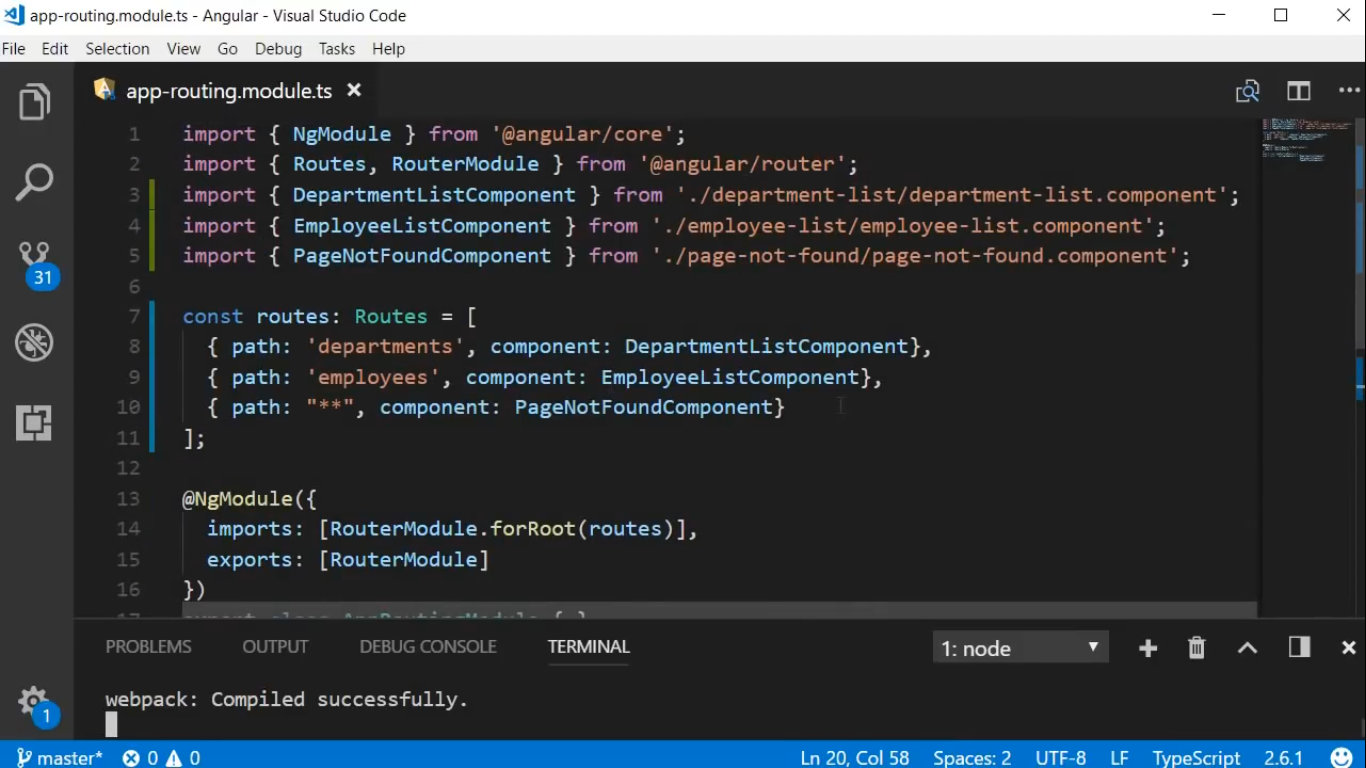 app-routing.module.ts - Angular - Visual Studio Code
File Edit Selection View Go Debug Tasks Help
app-routing.module.ts
1 import { NgModule } from '@angular/core';
2 import { Routes, RouterModule } from '@angular/router';
3 import { DepartmentListComponent } from './department-list/department-list.component';
4 import { EmployeeListComponent } from './employee-list/employee-list.component';
5 import { PageNotFoundComponent } from './page-not-found/page-not-found.component';
6
7 const routes: Routes = [
8 { path: 'departments', component: DepartmentListComponent},
9 { path: 'employees', component: EmployeeListComponent},
10 { path: "**", component: PageNotFoundComponent}
11 ];
12
13 @NgModule({
14 imports: [RouterModule.forRoot(routes)],
15 exports: [RouterModule]
16 })
17 export class AppRoutingModule { }
31
1
PROBLEMS OUTPUT DEBUG CONSOLE TERMINAL 1: node
webpack: Compiled successfully.
master* 0 0 Ln 20, Col 58 Spaces: 2 UTF-8 LF TypeScript 2.6.1